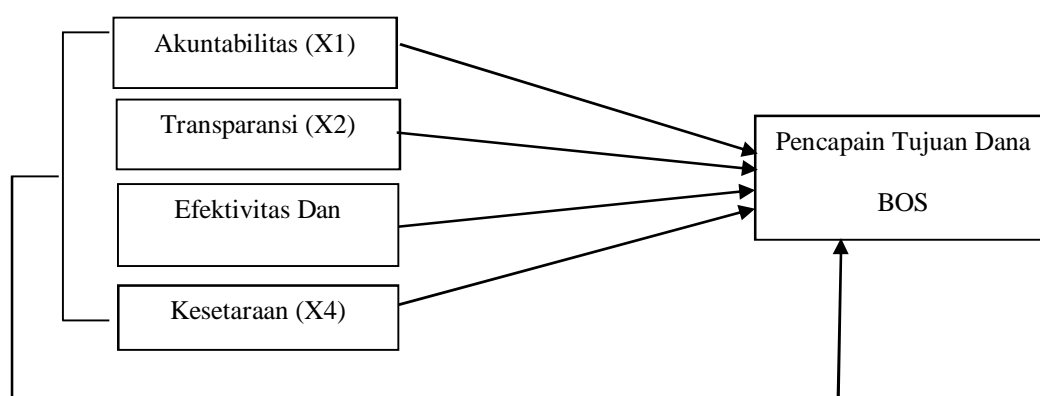 Akuntabilitas (X1)
Transparansi (X2)
Efektivitas Dan
Kesetaraan (X4)
Pencapain Tujuan Dana
BOS